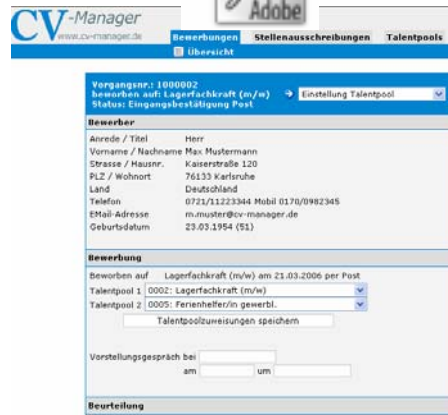 Adobe
CV-Manager
www.cv-manager.de
Bewerbungen Stellenausschreibungen Talentpools
Übersicht
Vorgangsnr.: 1000002
beworben auf: Lagerfachkraft (m/w) Einstellung Talentpool
Status: Eingangsbestätigung Post
Bewerber
Anrede / Titel Herr
Vorname / Nachname Max Mustermann
Strasse / Hausnr. Kaiserstraße 120
PLZ / Wohnort 76133 Karlsruhe
Land Deutschland
Telefon 0721/11223344 Mobil 0170/0982345
EMail-Adresse m.muster@cv-manager.de
Geburtsdatum 23.03.1954 (51)
Bewerbung
Beworben auf Lagerfachkraft (m/w) am 21.03.2006 per Post
Talentpool 1 0002: Lagerfachkraft (m/w)
Talentpool 2 0005: Ferienhelfer/in gewerbl.
Talentpoolzuweisungen speichern
Vorstellungsgespräch bei
am um
Beurteilung